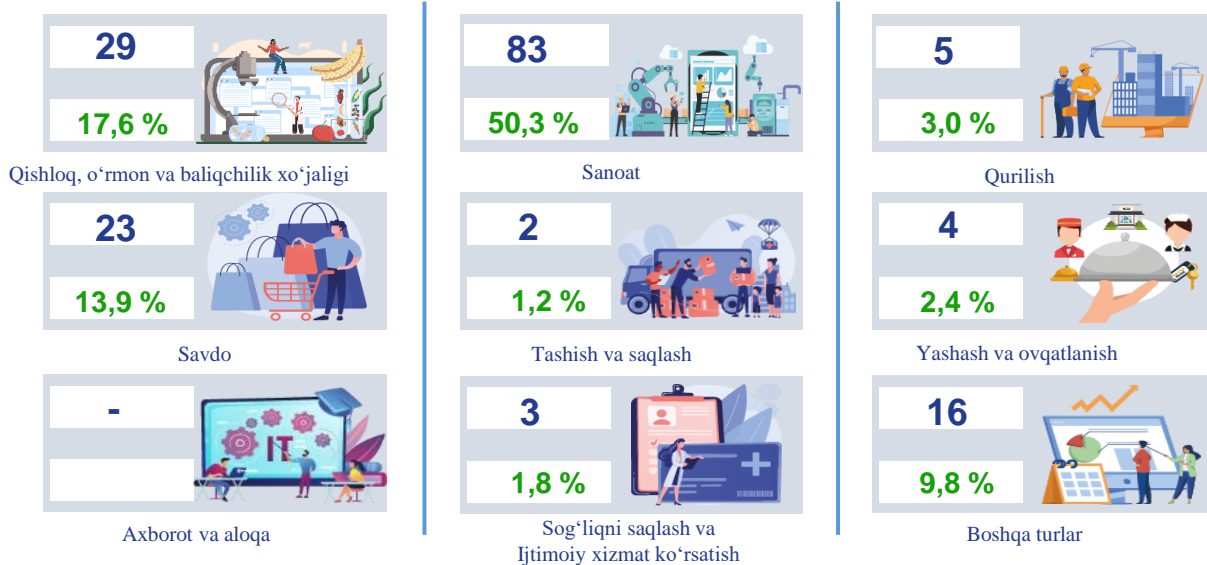 29
17,6 %
Qishloq, o‘rmon va baliqchilik xo‘jaligi
83
50,3 %
Sanoat
5
3,0 %
Qurilish
23
13,9 %
Savdo
2
1,2 %
Tashish va saqlash
4
2,4 %
Yashash va ovqatlanish
-
IT
Axborot va aloqa
3
1,8 %
Sog‘liqni saqlash va
Ijtimoiy xizmat ko‘rsatish
16
9,8 %
Boshqa turlar